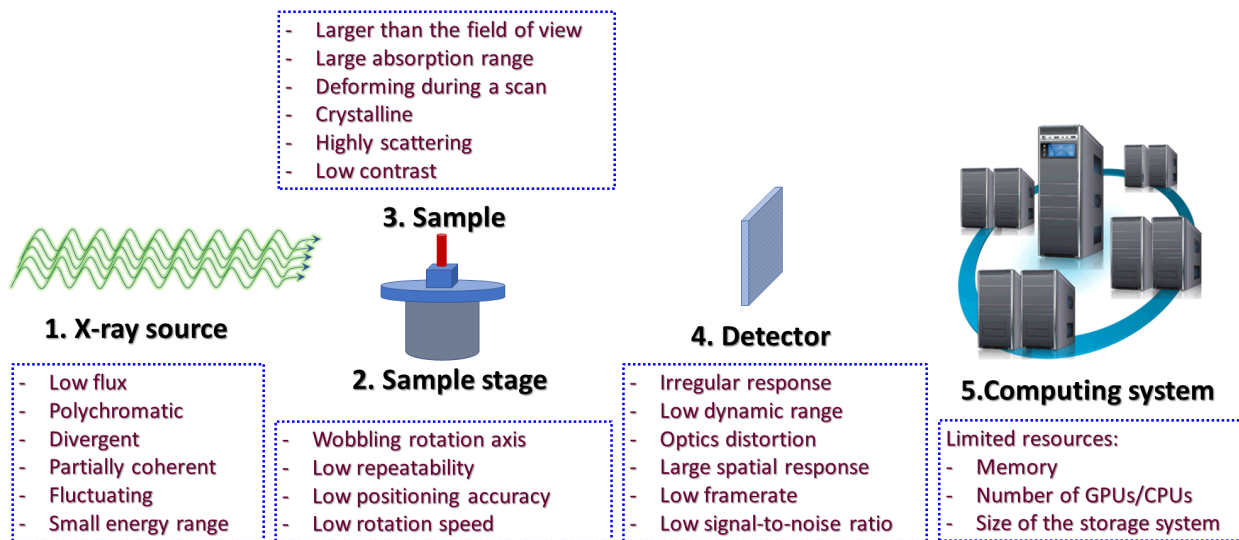 - Larger than the field of view
- Large absorption range
- Deforming during a scan
- Crystalline
- Highly scattering
- Low contrast
3. Sample
1. X-ray source
- Low flux
- Polychromatic
- Divergent
- Partially coherent
- Fluctuating
- Small energy range
2. Sample stage
- Wobbling rotation axis
- Low repeatability
- Low positioning accuracy
- Low rotation speed
4. Detector
- Irregular response
- Low dynamic range
- Optics distortion
- Large spatial response
- Low framerate
- Low signal-to-noise ratio
5.Computing system
Limited resources:
- Memory
- Number of GPUs/CPUs
- Size of the storage system